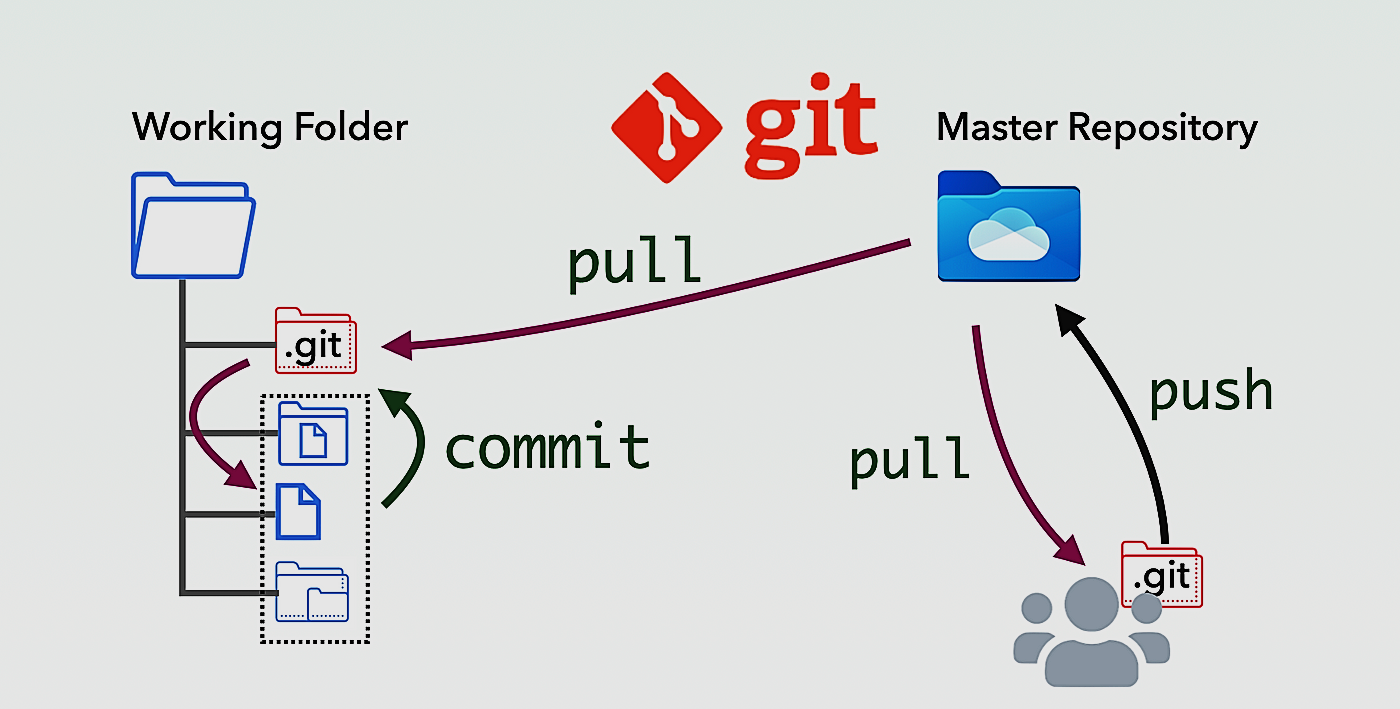 git
Working Folder
Master Repository
pull
.git
push
commit
pull
.git